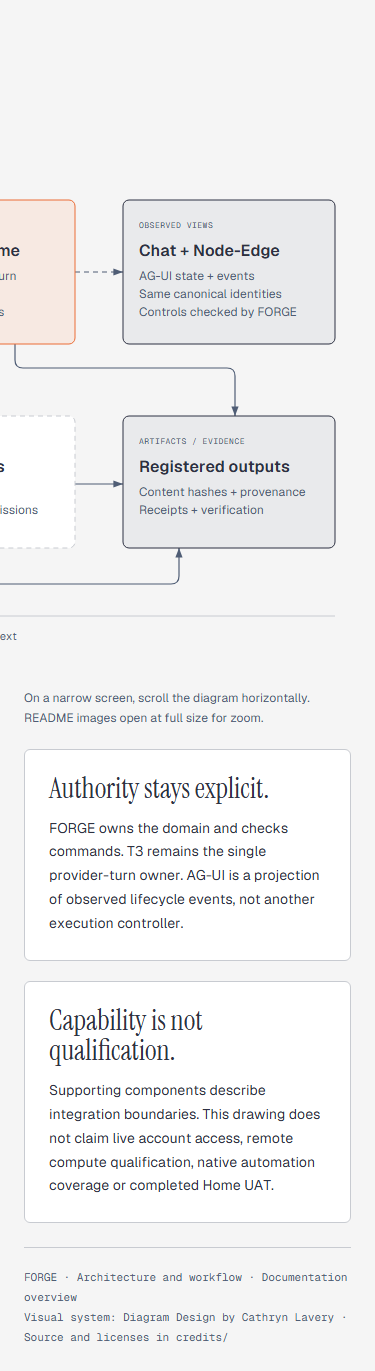 OBSERVED VIEWS
Chat + Node-Edge
AG-UI state + events
Same canonical identities
Controls checked by FORGE
ARTIFACTS / EVIDENCE
Registered outputs
Content hashes + provenance
Receipts + verification
On a narrow screen, scroll the diagram horizontally.
README images open at full size for zoom.
Authority stays explicit.
FORGE owns the domain and checks
commands. T3 remains the single
provider-turn owner. AG-UI is a projection
of observed lifecycle events, not another
execution controller.
Capability is not
qualification.
Supporting components describe
integration boundaries. This drawing does
not claim live account access, remote
compute qualification, native automation
coverage or completed Home UAT.
FORGE · Architecture and workflow · Documentation
overview
Visual system: Diagram Design by Cathryn Lavery ·
Source and licenses in credits/